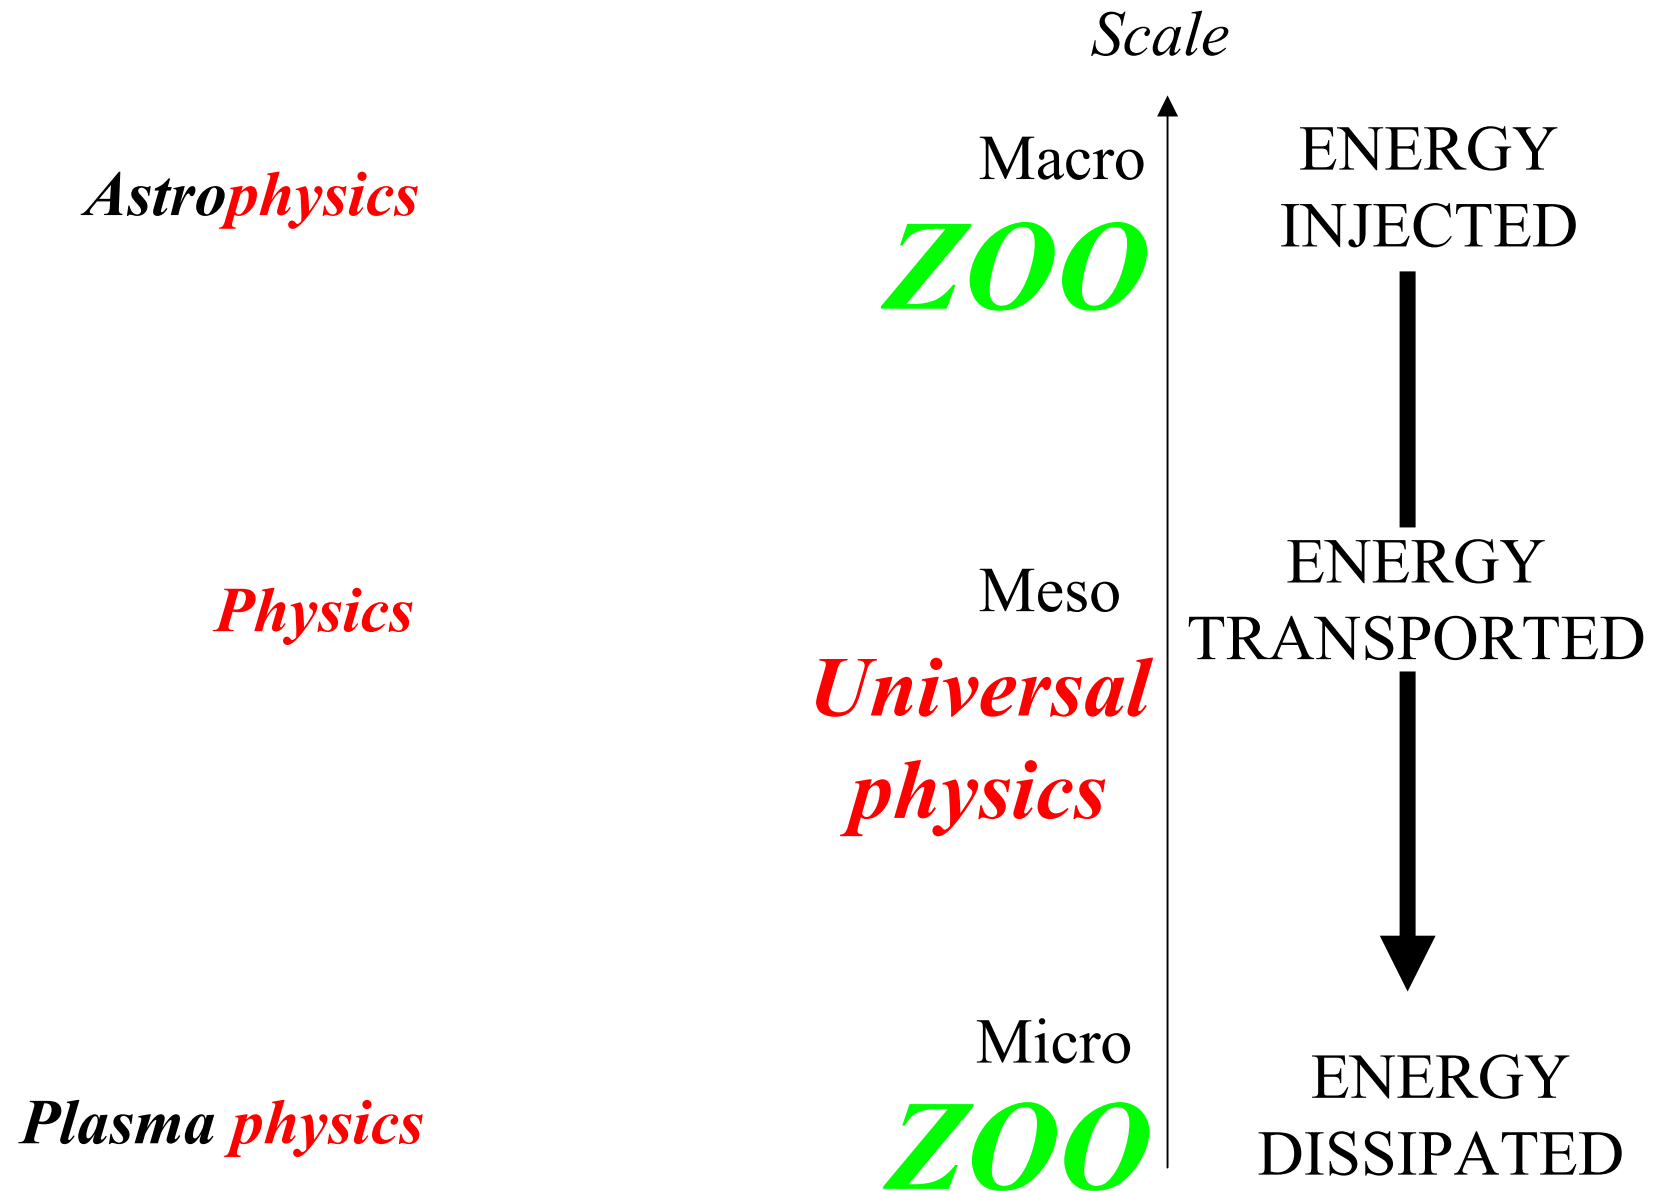 Scale
Macro
ENERGY
INJECTED
Astrophysics
ZOO
Meso
ENERGY
TRANSPORTED
Physics
Universal
physics
Micro
ENERGY
DISSIPATED
Plasma physics
ZOO